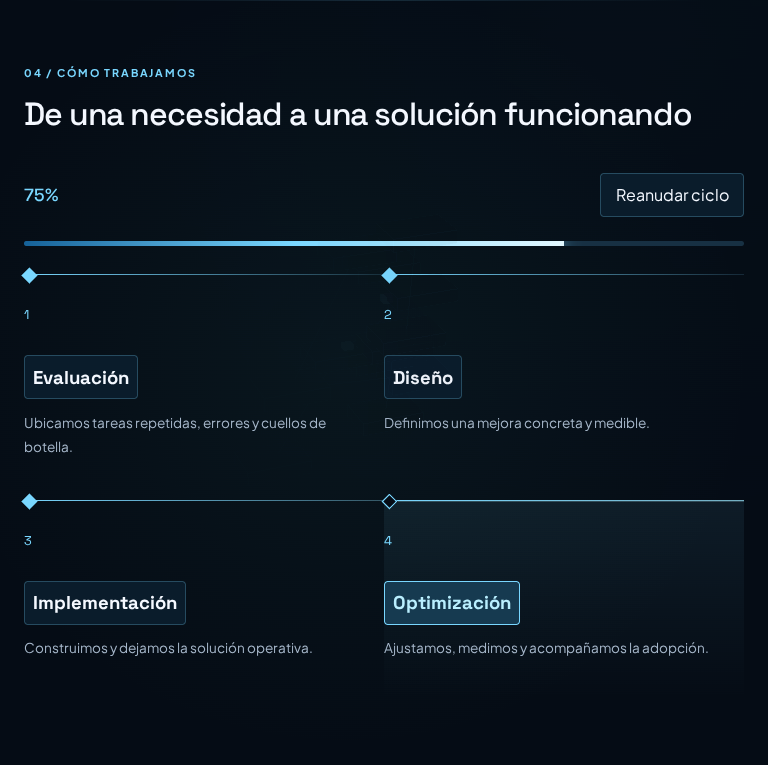 04 / CÓMO TRABAJAMOS
De una necesidad a una solución funcionando
75%
Reanudar ciclo
1
Evaluación
Ubicamos tareas repetidas, errores y cuellos de
botella.
2
Diseño
Definimos una mejora concreta y medible.
3
Implementación
Construimos y dejamos la solución operativa.
4
Optimización
Ajustamos, medimos y acompañamos la adopción.